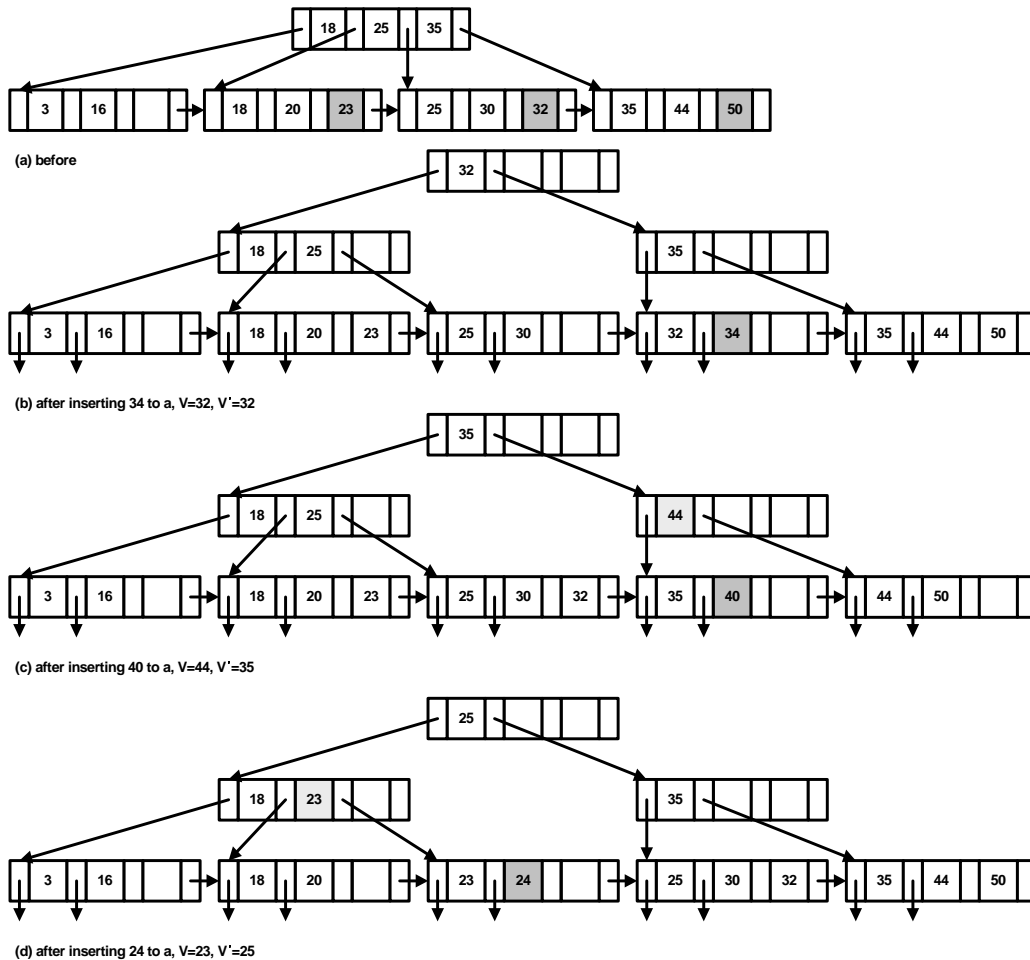 18 25 35
3 16 18 20 23 25 30 32 35 44 50
(a) before
32
18 25 35
3 16 18 20 23 25 30 32 34 35 44 50
(b) after inserting 34 to a, V=32, V'=32
35
18 25 44
3 16 18 20 23 25 30 32 35 40 44 50
(c) after inserting 40 to a, V=44, V'=35
25
18 23 35
3 16 18 20 23 24 25 30 32 35 44 50
(d) after inserting 24 to a, V=23, V'=25